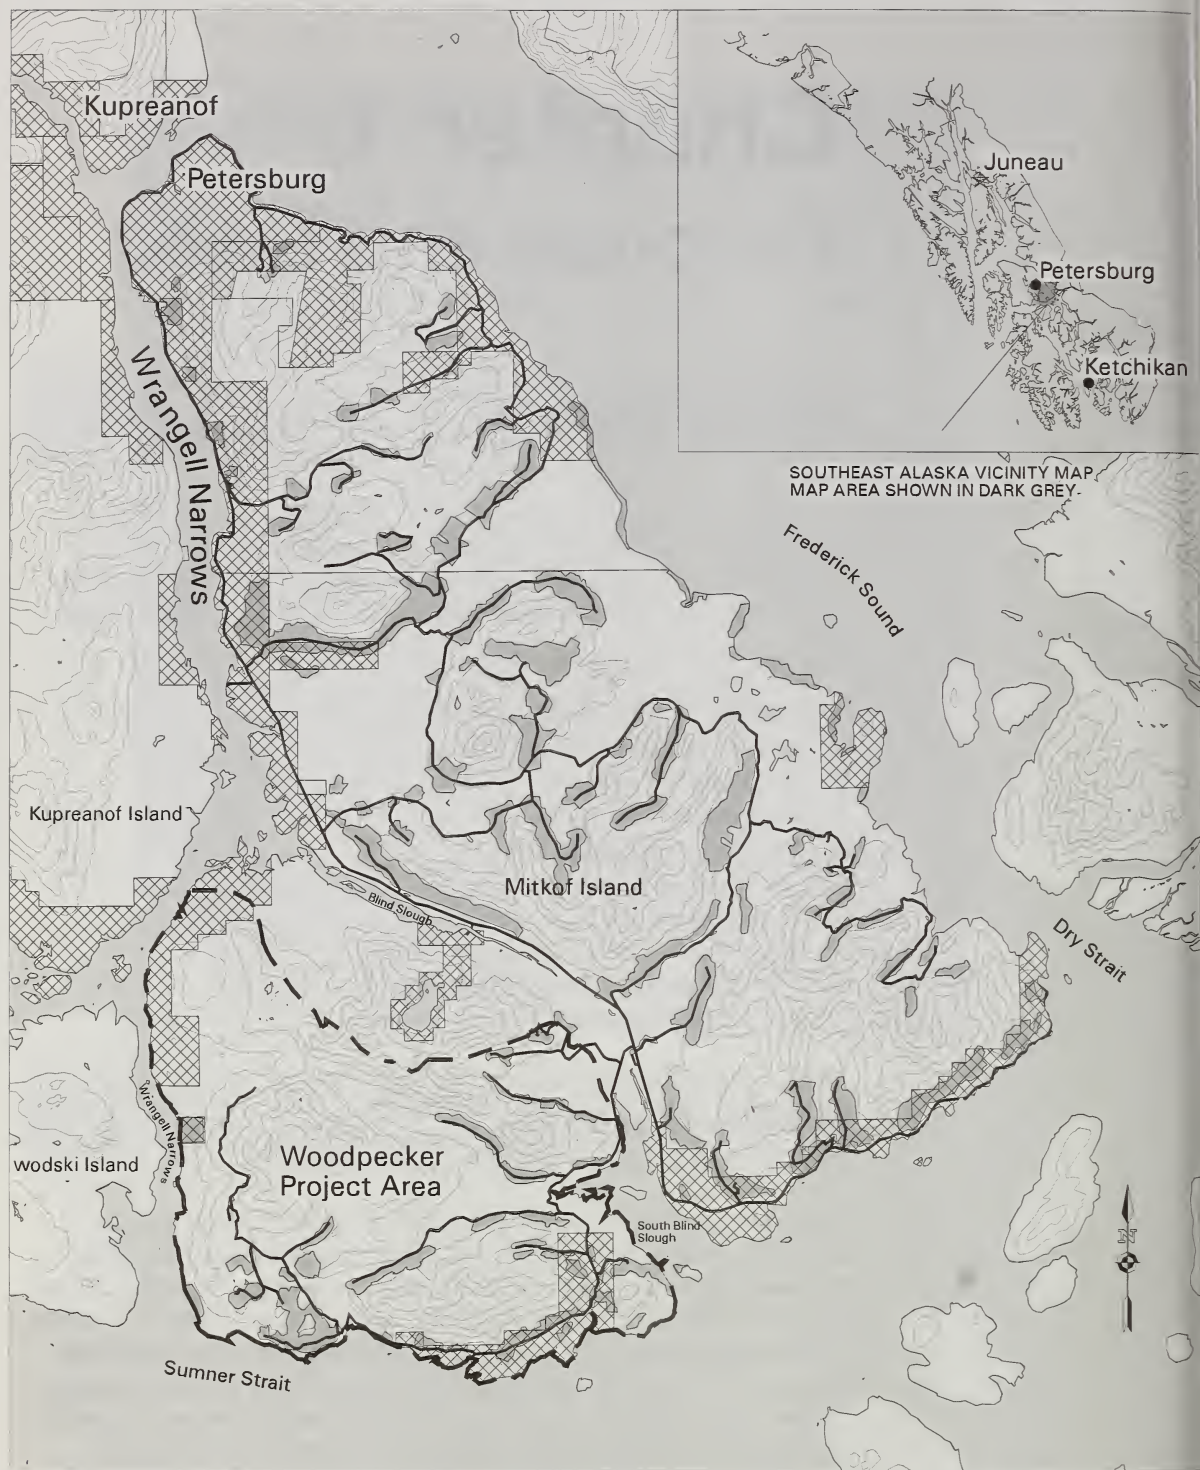 Kupreanof
Petersburg
Juneau
Petersburg
Ketchikan
SOUTHEAST ALASKA VICINITY MAP
MAP AREA SHOWN IN DARK GREY
Wrangell Narrows
Frederick Sound
Kupreanof Island
Mitkof Island
Blind Slough
Dry Strait
Wrangell Narrows
wodski Island
Woodpecker
Project Area
South Blind
Slough
N
Sumner Strait